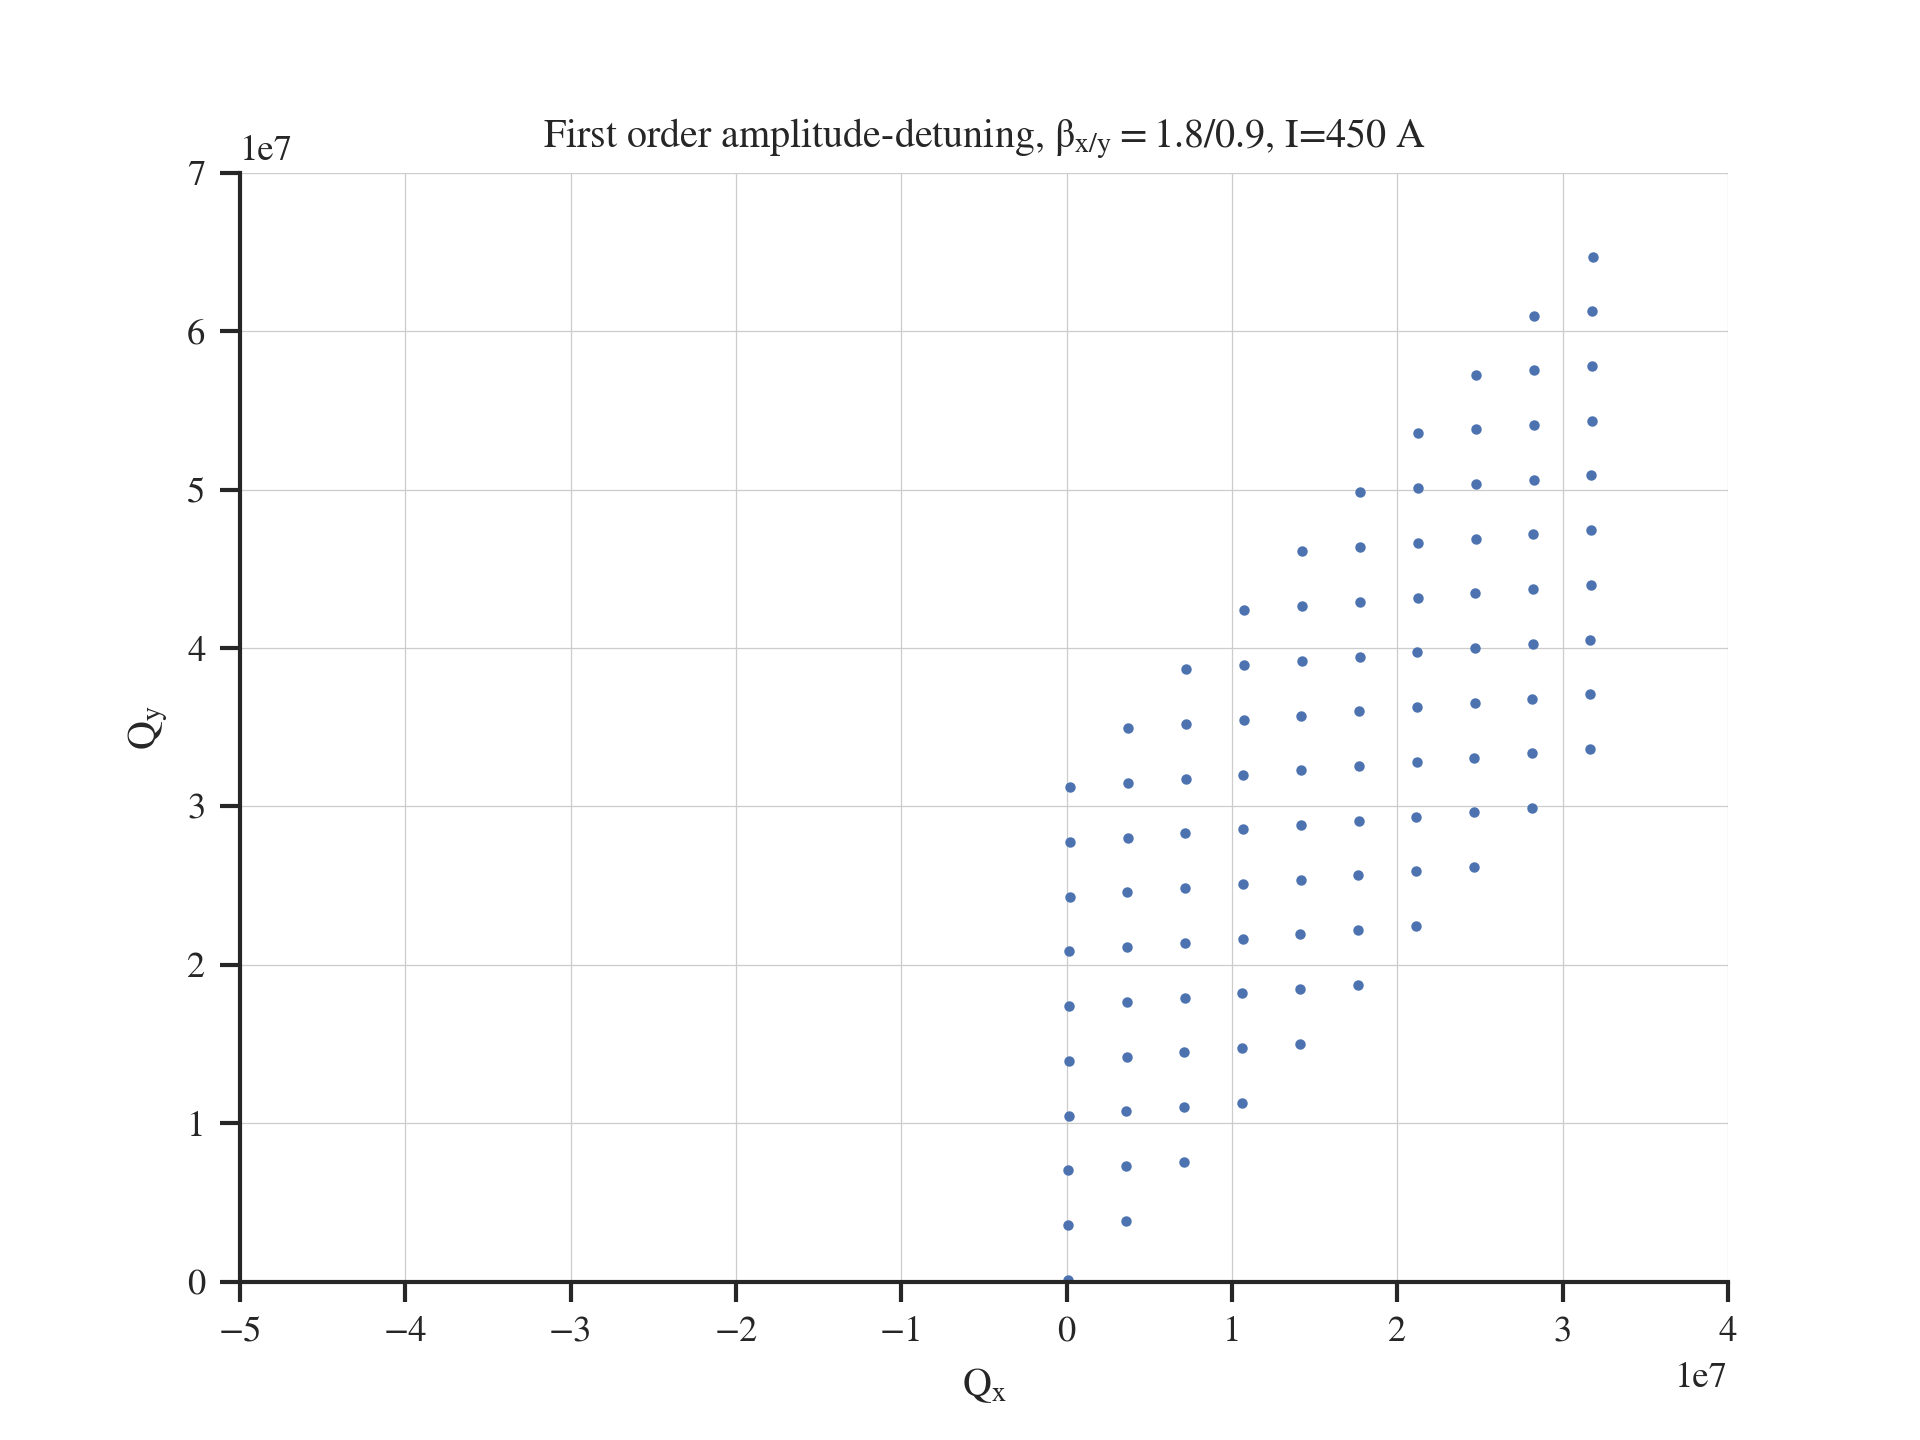 First order amplitude-detuning, βx/y = 1.8/0.9, I=450 A
1e7
7
6
5
4
3
2
1
0
Qy
−5 −4 −3 −2 −1 0 1 2 3 4
1e7
Qx